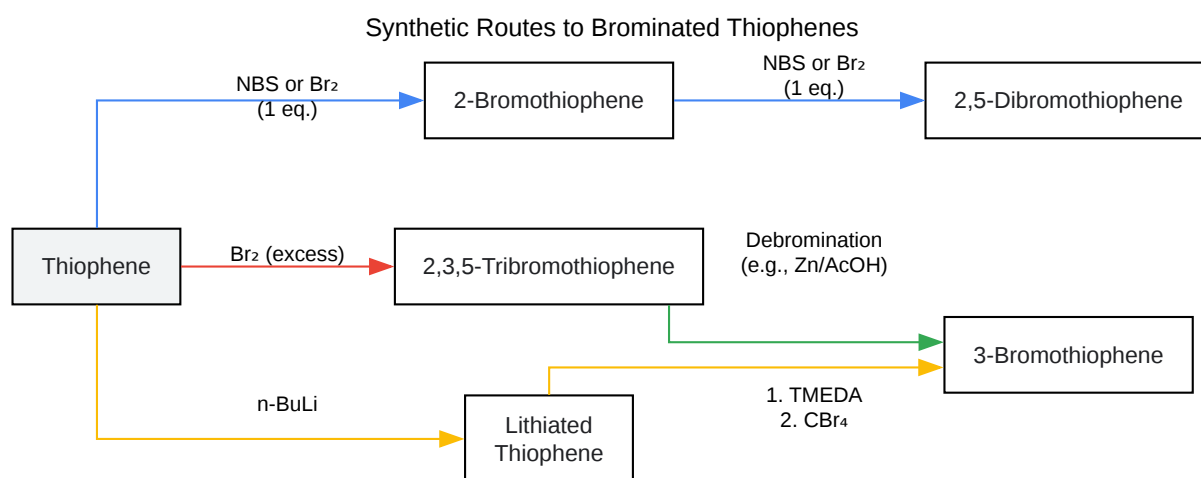 Synthetic Routes to Brominated Thiophenes
NBS or Br₂
(1 eq.)
2-Bromothiophene
NBS or Br₂
(1 eq.)
2,5-Dibromothiophene
Thiophene
Br₂ (excess)
2,3,5-Tribromothiophene
Debromination
(e.g., Zn/AcOH)
3-Bromothiophene
n-BuLi
Lithiated
Thiophene
1. TMEDA
2. CBr₄